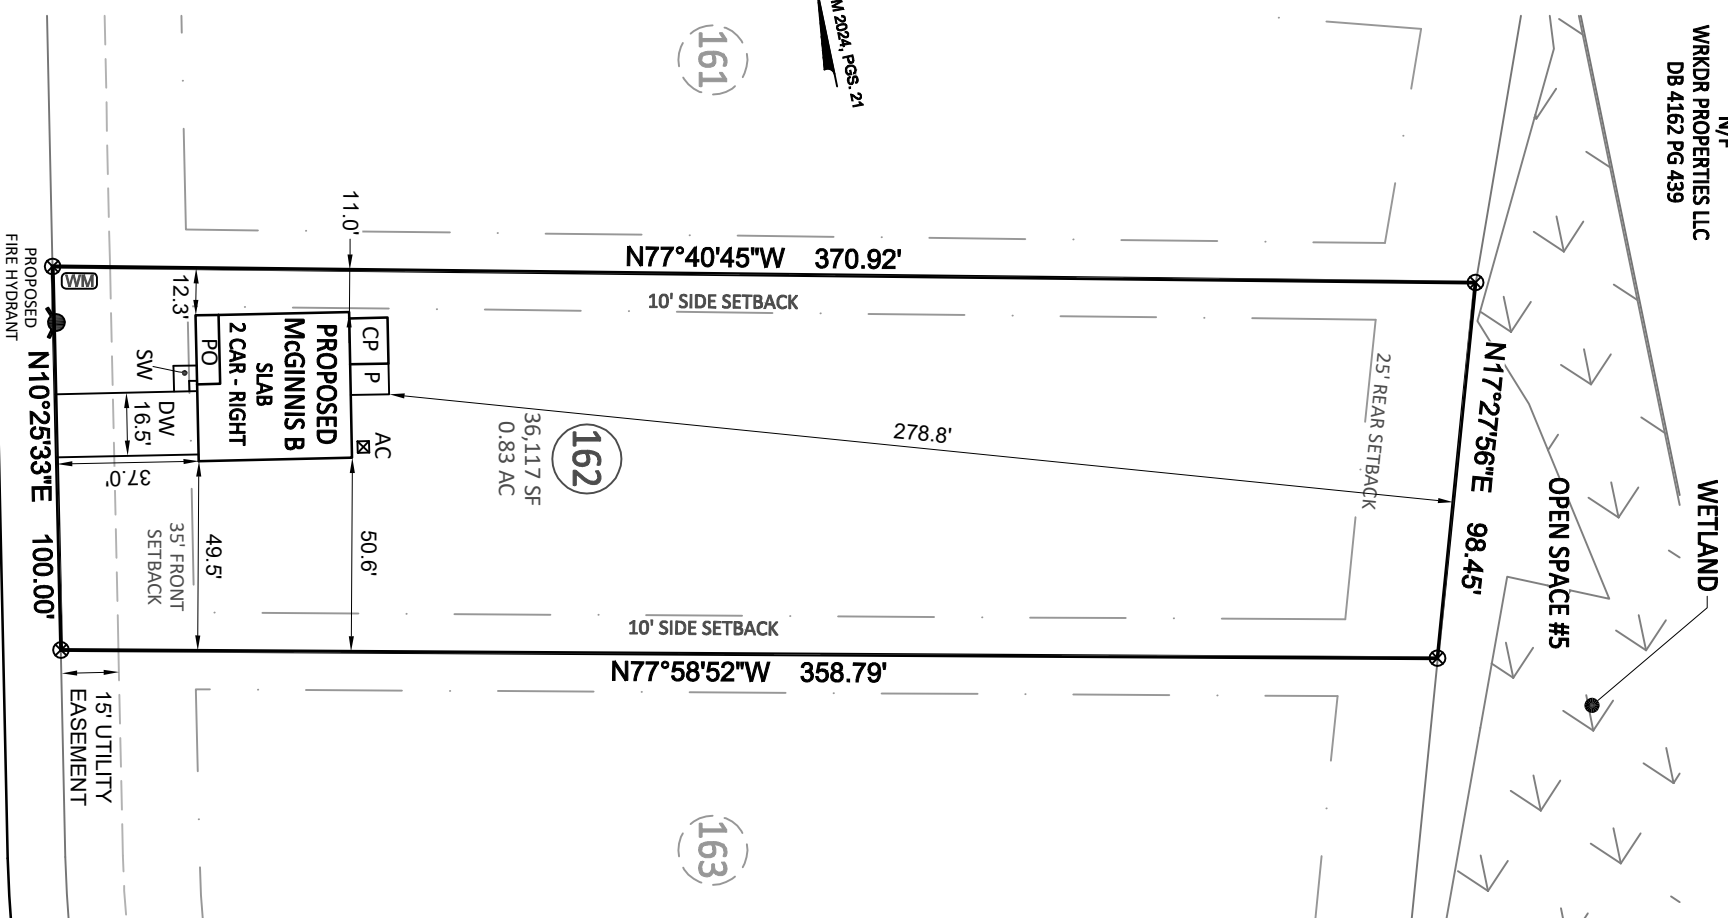 N/F
WRKDR PROPERTIES LLC
DB 4162 PG 439
M 2024, PGS. 21
161
WETLAND
OPEN SPACE #5
N77°40'45"W 370.92'
10' SIDE SETBACK
11.0'
12.3'
WM
PROPOSED
FIRE HYDRANT
N10°25'33"E 100.00'
SW
DW
16.5'
37.0'
PO
CP
P
PROPOSED
McGINNIS B
SLAB
2 CAR - RIGHT
AC
162
36,117 SF
0.83 AC
278.8'
25' REAR SETBACK
N17°27'56"E 98.45'
50.6'
49.5'
35' FRONT
SETBACK
10' SIDE SETBACK
N77°58'52"W 358.79'
15' UTILITY
EASEMENT
163